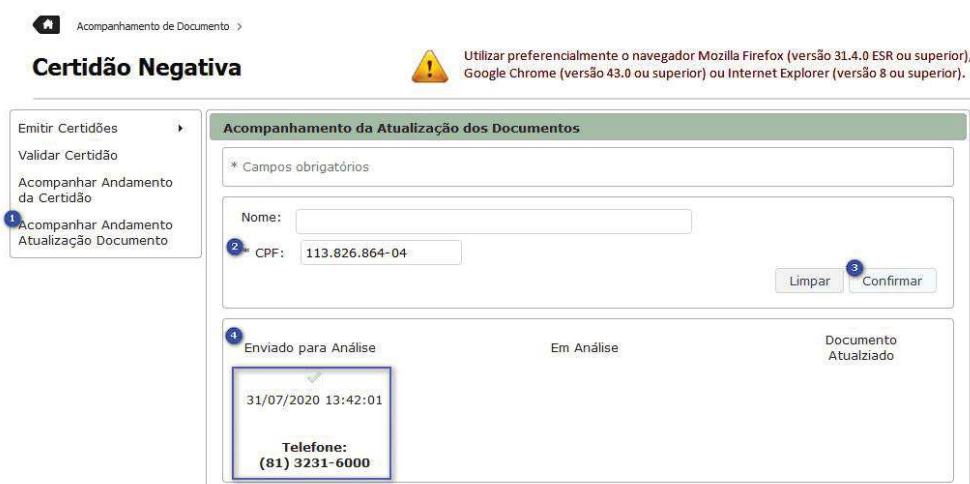 Acompanhamento de Documento >
Certidão Negativa
Utilizar preferencialmente o navegador Mozilla Firefox (versão 31.4.0 ESR ou superior),
Google Chrome (versão 43.0 ou superior) ou Internet Explorer (versão 8 ou superior).
Emitir Certidões
Validar Certidão
Acompanhar Andamento
da Certidão
1
Acompanhar Andamento
Atualização Documento
Acompanhamento da Atualização dos Documentos
* Campos obrigatórios
Nome:
2 * CPF: 113.826.864-04
3
Limpar Confirmar
4
Enviado para Análise Em Análise Documento
Atualziado
31/07/2020 13:42:01
Telefone:
(81) 3231-6000